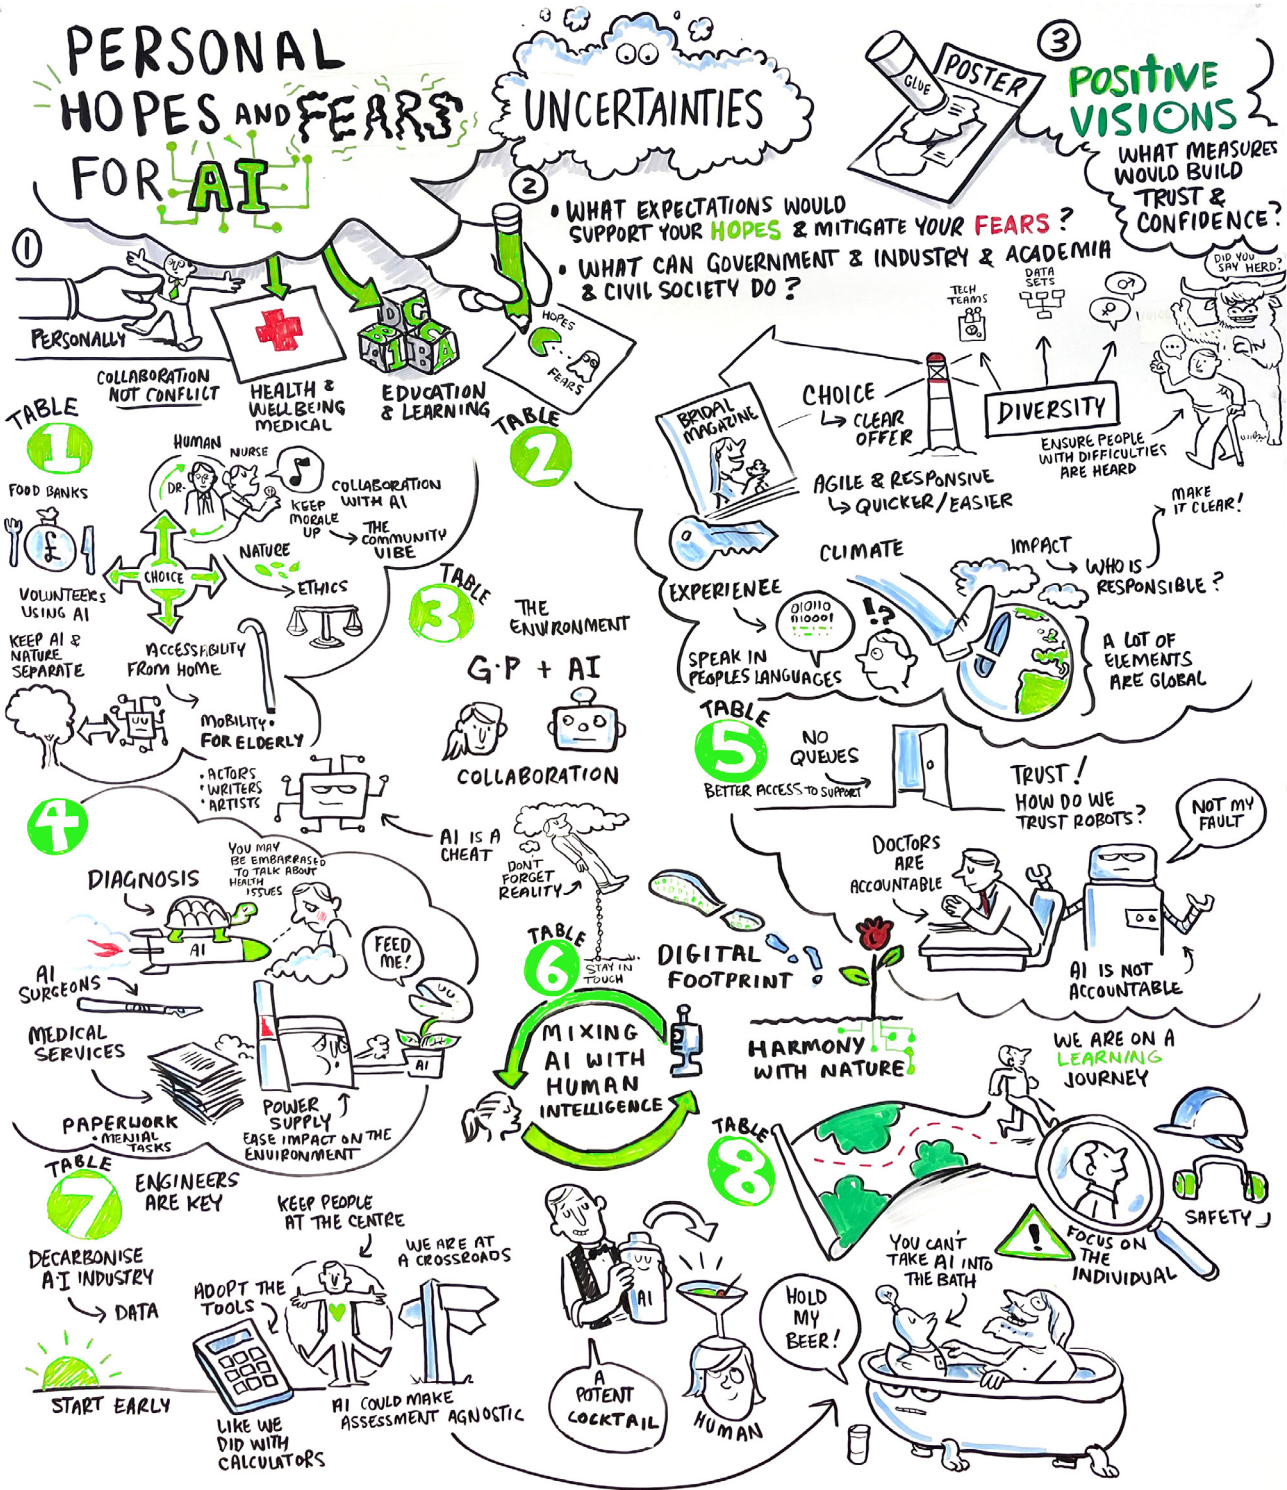 PERSONAL
HOPES AND FEARS
FOR AI
UNCERTAINTIES
GLUE
POSTER
3
POSITIVE
VISIONS
WHAT MEASURES
WOULD BUILD
TRUST &
CONFIDENCE?
1
PERSONALLY
COLLABORATION
NOT CONFLICT
HEALTH &
WELLBEING
MEDICAL
EDUCATION
& LEARNING
2
• WHAT EXPECTATIONS WOULD
SUPPORT YOUR HOPES & MITIGATE YOUR FEARS?
• WHAT CAN GOVERNMENT & INDUSTRY & ACADEMIA
& CIVIL SOCIETY DO?
HOPES
FEARS
TABLE
1
FOOD BANKS
£
VOLUNTEERS
USING AI
KEEP AI &
NATURE
SEPARATE
HUMAN
DR-
NURSE
KEEP
MORALE
UP
COLLABORATION
WITH AI
THE
COMMUNITY
VIBE
CHOICE
NATURE
ETHICS
ACCESSABILITY
FROM HOME
MOBILITY•
FOR ELDERLY
TABLE
2
BRIDAL
MAGAZINE
CHOICE
CLEAR
OFFER
TECH
TEAMS
DATA
SETS
DIVERSITY
DID YOU
SAY HERD?
ENSURE PEOPLE
WITH DIFFICULTIES
ARE HEARD
AGILE & RESPONSIVE
QUICKER/EASIER
MAKE
IT CLEAR!
EXPERIENCE
SPEAK IN
PEOPLES LANGUAGES
010110
A10001
!?
CLIMATE
IMPACT
WHO IS
RESPONSIBLE?
A LOT OF
ELEMENTS
ARE GLOBAL
TABLE
3
THE
ENVIRONMENT
G.P + AI
COLLABORATION
• ACTORS
• WRITERS
• ARTISTS
AI IS A
CHEAT
DON'T
FORGET
REALITY
STAY IN
TOUCH
4
DIAGNOSIS
YOU MAY
BE EMBARRASED
TO TALK ABOUT
HEALTH
ISSUES
AI
AI
SURGEONS
MEDICAL
SERVICES
PAPERWORK
• MENIAL
TASKS
FEED
ME!
AI
POWER
SUPPLY
EASE IMPACT ON THE
ENVIRONMENT
TABLE
5
NO
QUEUES
BETTER ACCESS TO SUPPORT
TRUST!
HOW DO WE
TRUST ROBOTS?
NOT MY
FAULT
DOCTORS
ARE
ACCOUNTABLE
AI IS NOT
ACCOUNTABLE
TABLE
6
MIXING
AI WITH
HUMAN
INTELLIGENCE
DIGITAL
FOOTPRINT
HARMONY
WITH NATURE
A
POTENT
COCKTAIL
AI
HUMAN
TABLE
7
ENGINEERS
ARE KEY
DECARBONISE
A·I INDUSTRY
DATA
START EARLY
ADOPT THE
TOOLS
LIKE WE
DID WITH
CALCULATORS
KEEP PEOPLE
AT THE CENTRE
WE ARE AT
A CROSSROADS
AI COULD MAKE
ASSESSMENT AGNOSTIC
TABLE
8
WE ARE ON A
LEARNING
JOURNEY
SAFETY
!
FOCUS ON
THE
INDIVIDUAL
YOU CAN'T
TAKE AI INTO
THE BATH
HOLD
MY
BEER!